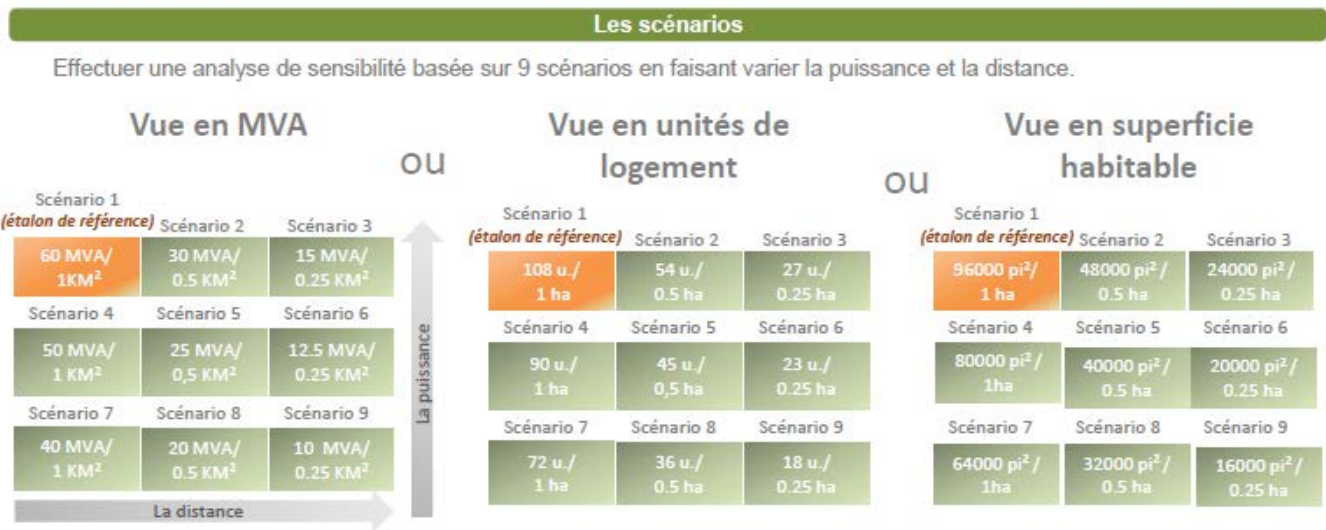 Les scénarios
Effectuer une analyse de sensibilité basée sur 9 scénarios en faisant varier la puissance et la distance.
Vue en MVA
Scénario 1
(étalon de référence) Scénario 2 Scénario 3
60 MVA/ 30 MVA/ 15 MVA/
1KM² 0.5 KM² 0.25 KM²
Scénario 4 Scénario 5 Scénario 6
50 MVA/ 25 MVA/ 12.5 MVA/
1 KM² 0,5 KM² 0.25 KM²
Scénario 7 Scénario 8 Scénario 9
40 MVA/ 20 MVA/ 10 MVA/
1 KM² 0.5 KM² 0.25 KM²
La distance
La puissance
ou
Vue en unités de
logement
Scénario 1
(étalon de référence) Scénario 2 Scénario 3
108 u./ 54 u./ 27 u./
1 ha 0.5 ha 0.25 ha
Scénario 4 Scénario 5 Scénario 6
90 u./ 45 u./ 23 u./
1 ha 0,5 ha 0.25 ha
Scénario 7 Scénario 8 Scénario 9
72 u./ 36 u./ 18 u./
1 ha 0.5 ha 0.25 ha
ou
Vue en superficie
habitable
Scénario 1
(étalon de référence) Scénario 2 Scénario 3
96000 pi²/ 48000 pi²/ 24000 pi²/
1 ha 0.5 ha 0.25 ha
Scénario 4 Scénario 5 Scénario 6
80000 pi²/ 40000 pi²/ 20000 pi²/
1ha 0.5 ha 0.25 ha
Scénario 7 Scénario 8 Scénario 9
64000 pi²/ 32000 pi²/ 16000 pi²/
1ha 0.5 ha 0.25 ha